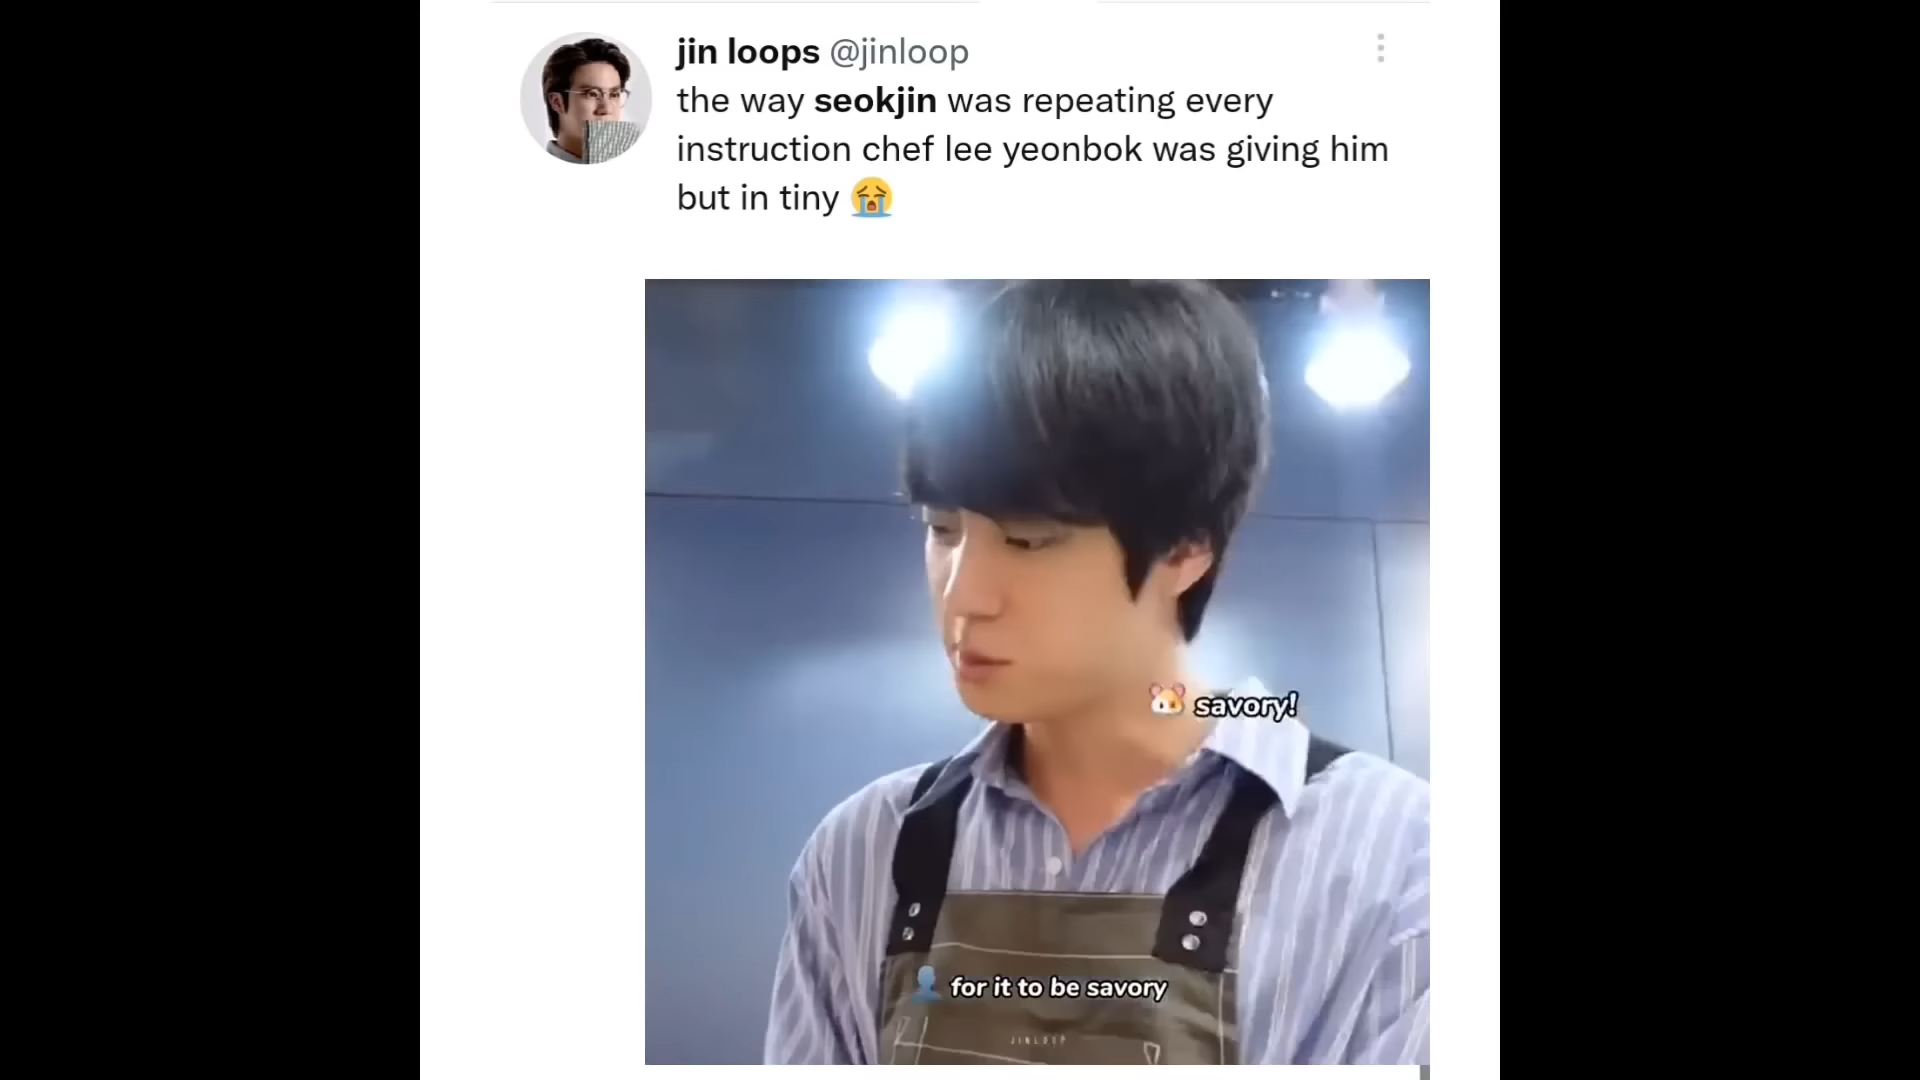 jin loops @jinloop
the way seokjin was repeating every
instruction chef lee yeonbok was giving him
but in tiny 😭
🐹 savory!
👤 for it to be savory
JINLOOP